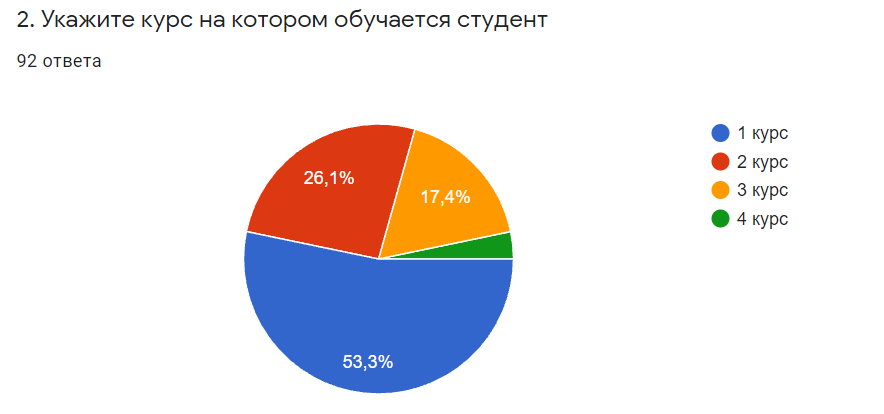 2. Укажите курс на котором обучается студент
92 ответа
1 курс
2 курс
3 курс
4 курс
26,1%
17,4%
53,3%